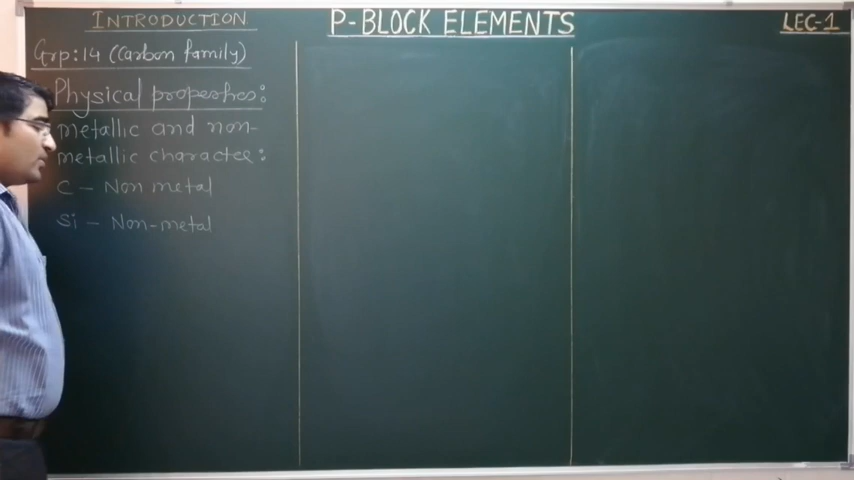 INTRODUCTION
P-BLOCK ELEMENTS
LEC-1
Grp:14 (Carbon family)
Physical properties:
metallic and non-
metallic character:
C - Non metal
Si - Non-metal